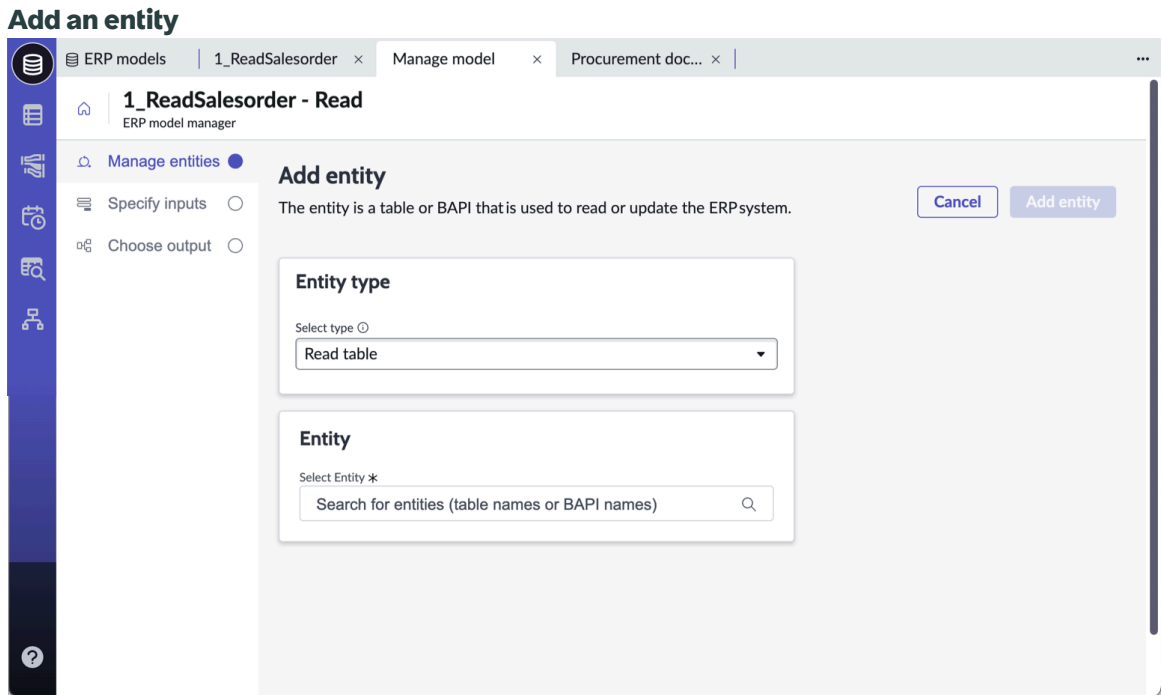 Add an entity
ERP models
1_ReadSalesorder ×
Manage model ×
Procurement doc... ×
...
1_ReadSalesorder - Read
ERP model manager
Manage entities
Specify inputs
Choose output
Add entity
The entity is a table or BAPI that is used to read or update the ERP system.
Cancel
Add entity
Entity type
Select type
Read table
Entity
Select Entity *
Search for entities (table names or BAPI names)
?